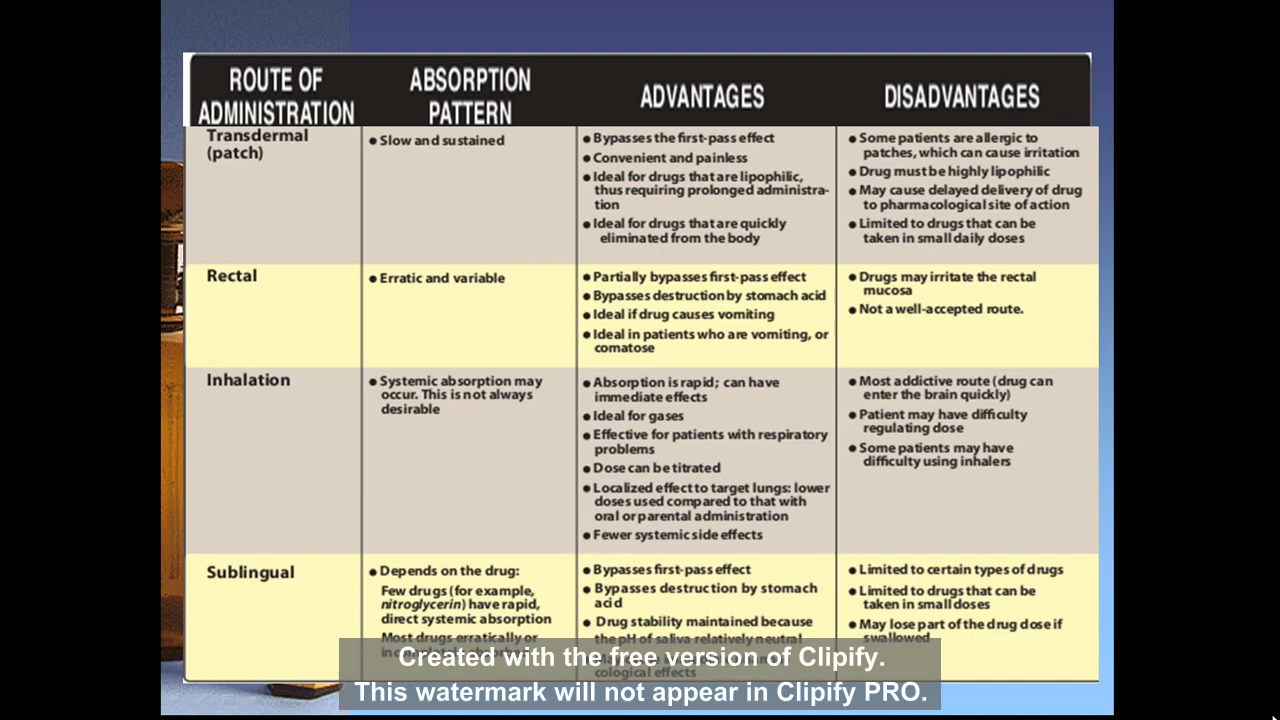 ROUTE OF
ADMINISTRATION
ABSORPTION
PATTERN
ADVANTAGES
DISADVANTAGES
Transdermal
(patch)
● Slow and sustained
● Bypasses the first-pass effect
● Convenient and painless
● Ideal for drugs that are lipophilic,
thus requiring prolonged administra-
tion
● Ideal for drugs that are quickly
eliminated from the body
● Some patients are allergic to
patches, which can cause irritation
● Drug must be highly lipophilic
● May cause delayed delivery of drug
to pharmacological site of action
● Limited to drugs that can be
taken in small daily doses
Rectal
● Erratic and variable
● Partially bypasses first-pass effect
● Bypasses destruction by stomach acid
● Ideal if drug causes vomiting
● Ideal in patients who are vomiting, or
comatose
● Drugs may irritate the rectal
mucosa
● Not a well-accepted route.
Inhalation
● Systemic absorption may
occur. This is not always
desirable
● Absorption is rapid; can have
immediate effects
● Ideal for gases
● Effective for patients with respiratory
problems
● Dose can be titrated
● Localized effect to target lungs: lower
doses used compared to that with
oral or parental administration
● Fewer systemic side effects
● Most addictive route (drug can
enter the brain quickly)
● Patient may have difficulty
regulating dose
● Some patients may have
difficulty using inhalers
Sublingual
● Depends on the drug:
Few drugs (for example,
nitroglycerin) have rapid,
direct systemic absorption
Most drugs erratically or
● Bypasses first-pass effect
● Bypasses destruction by stomach
acid
● Drug stability maintained because
the pH of saliva relatively neutral
cological effects
● Limited to certain types of drugs
● Limited to drugs that can be
taken in small doses
● May lose part of the drug dose if
swallowed
Created with the free version of Clipify.
This watermark will not appear in Clipify PRO.